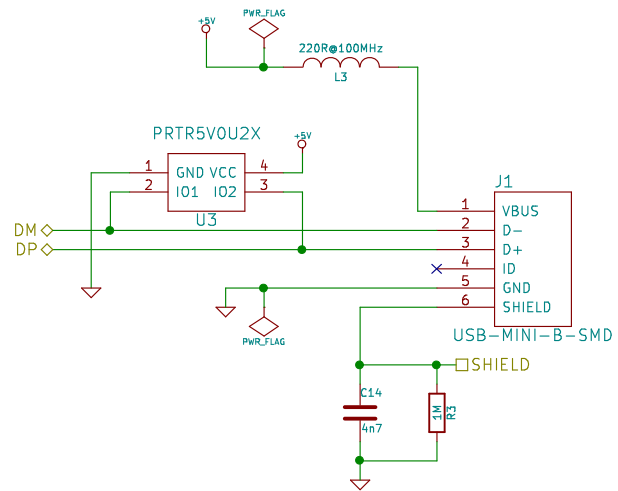 PWR_FLAG
+5V
220R@100MHz
L3
PRTR5V0U2X
+5V
1 GND VCC 4
2 IO1 IO2 3
U3
J1
1 VBUS
DM
2 D-
DP
3 D+
4 ID
5 GND
6 SHIELD
USB-MINI-B-SMD
PWR_FLAG
SHIELD
C14
4n7
1M
R3